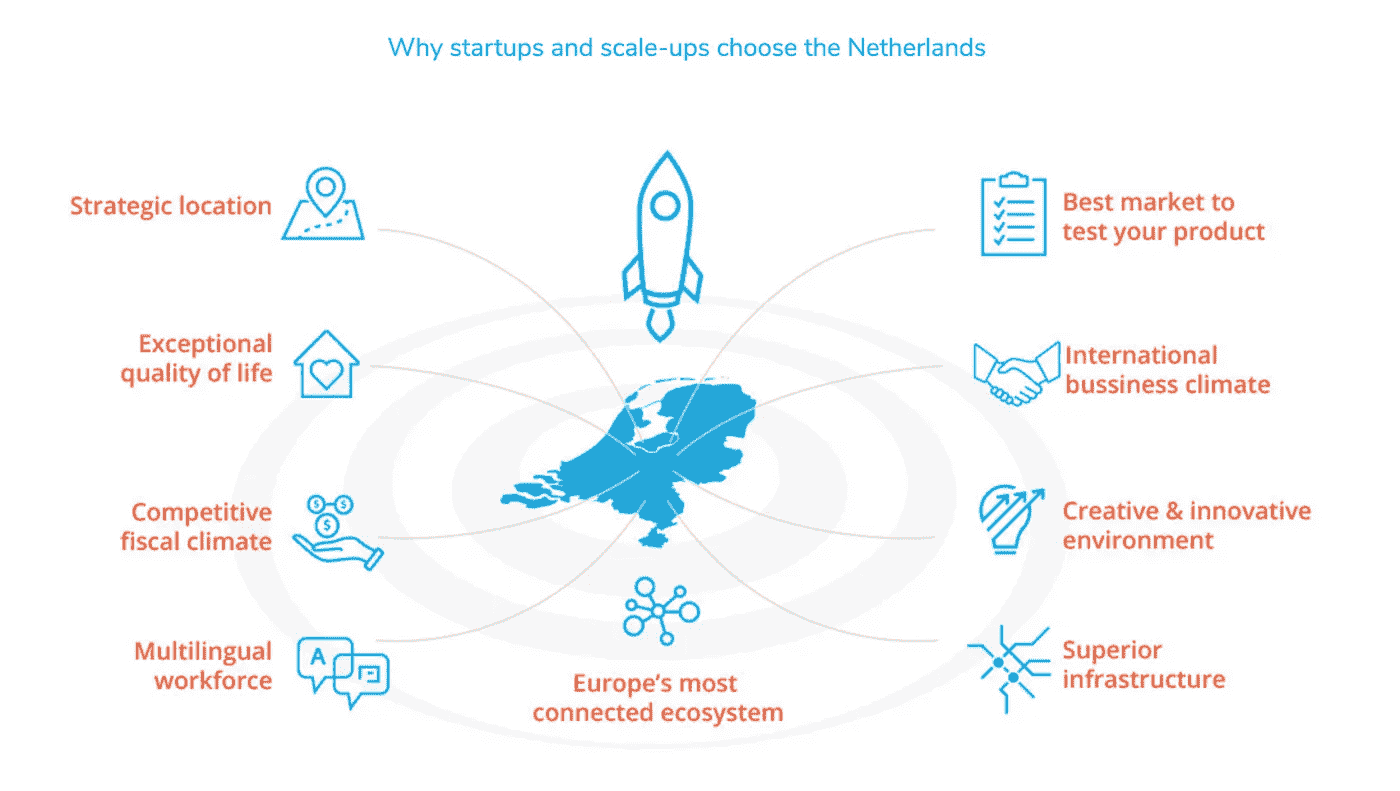 Why startups and scale-ups choose the Netherlands
Strategic location
Exceptional
quality of life
Competitive
fiscal climate
$ $
$
Multilingual
workforce
A
Europe's most
connected ecosystem
Best market to
test your product
International
bussiness climate
Creative & innovative
environment
Superior
infrastructure